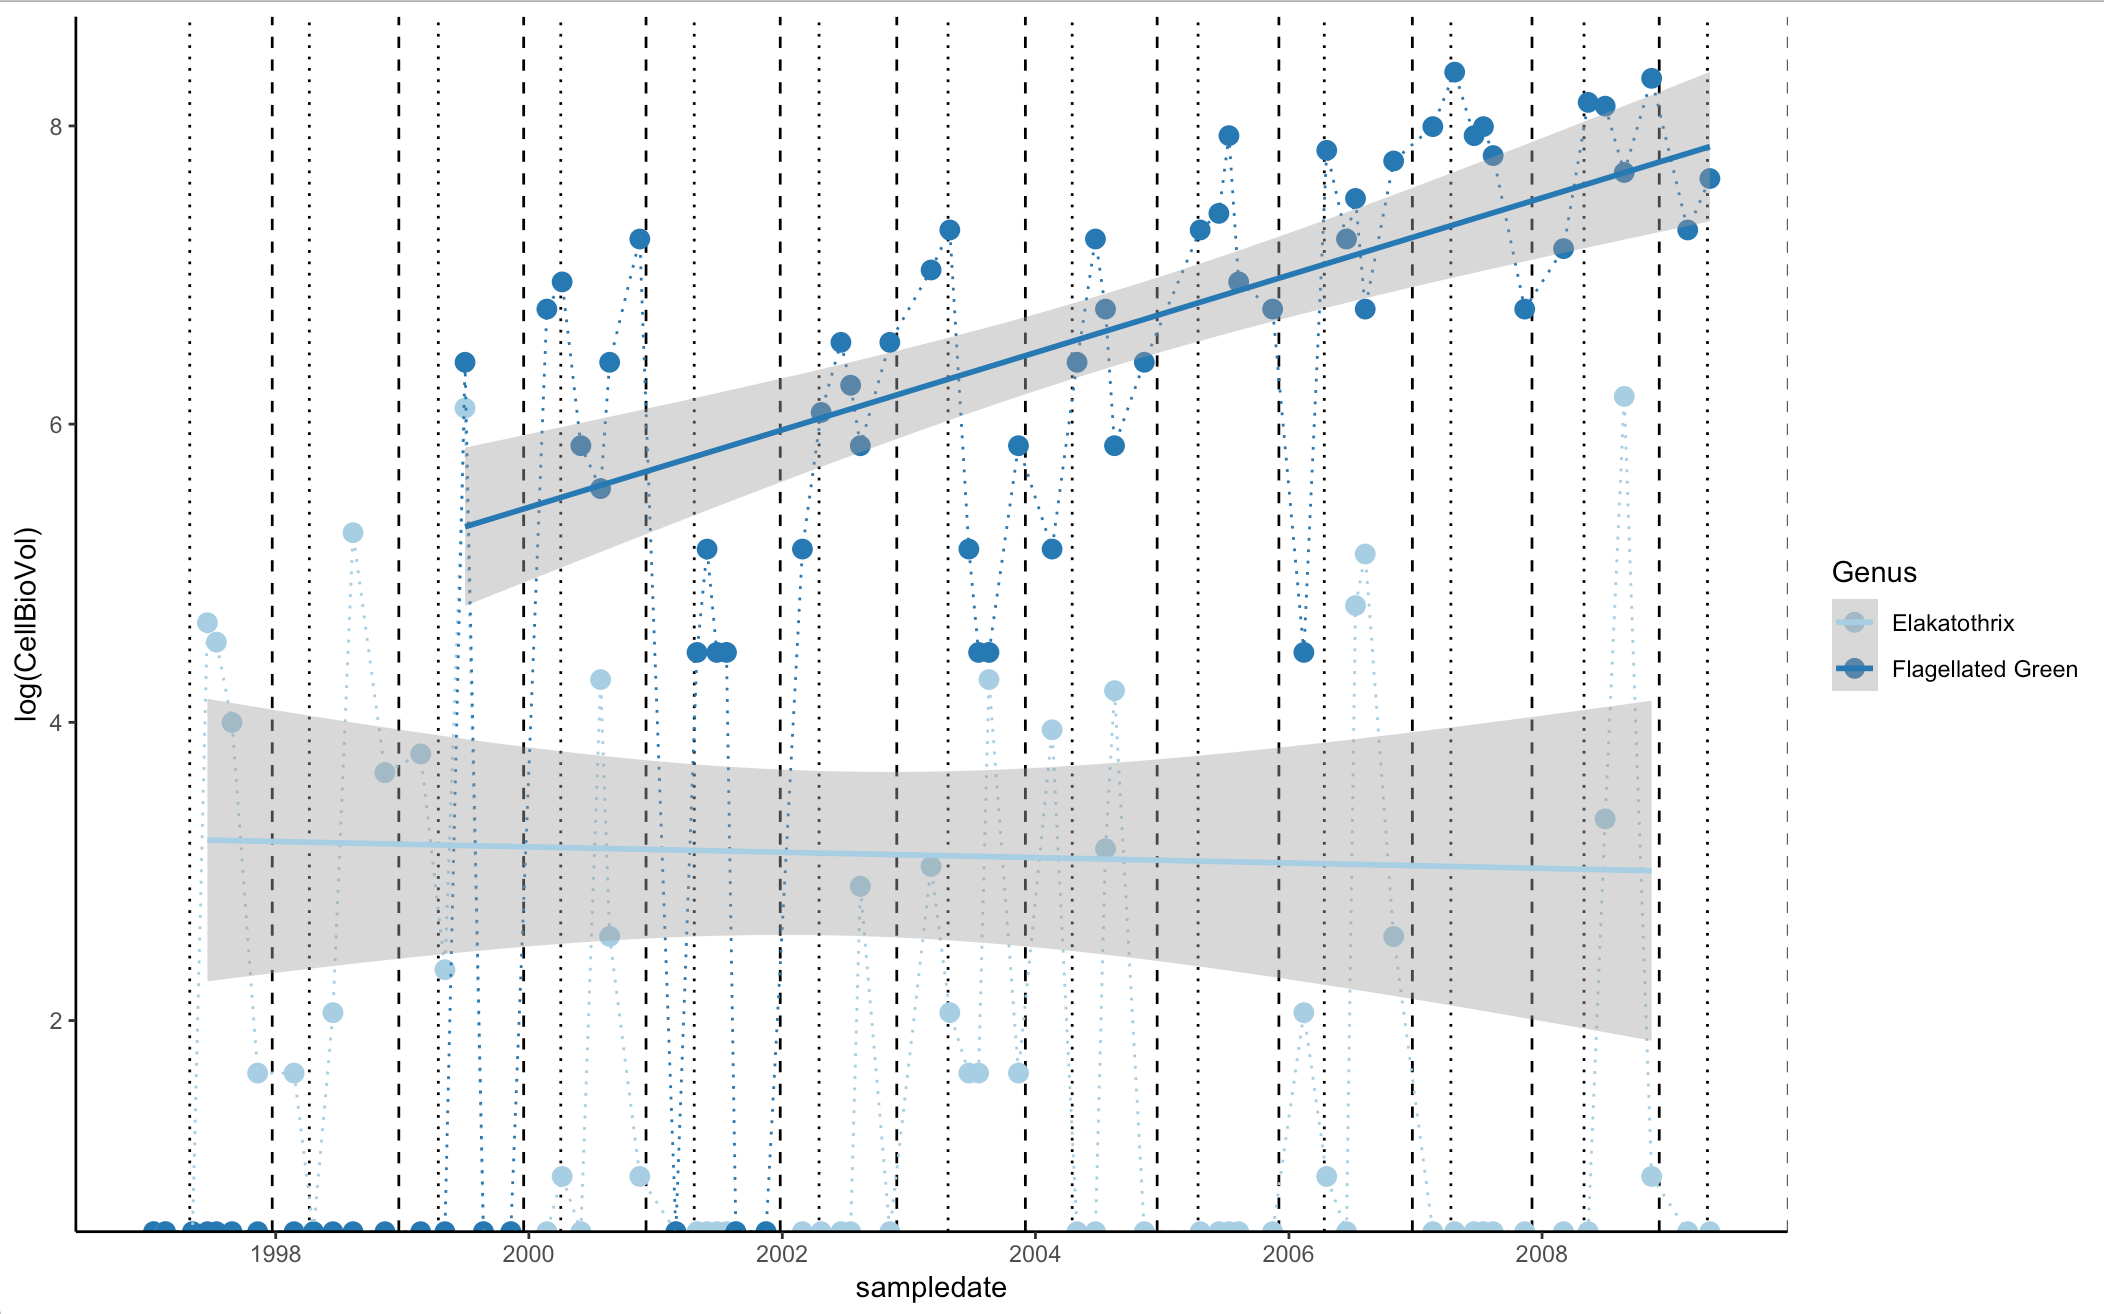 log(CellBioVol)
8
6
4
2
1998 2000 2002 2004 2006 2008
sampledate
Genus
Elakatothrix
Flagellated Green